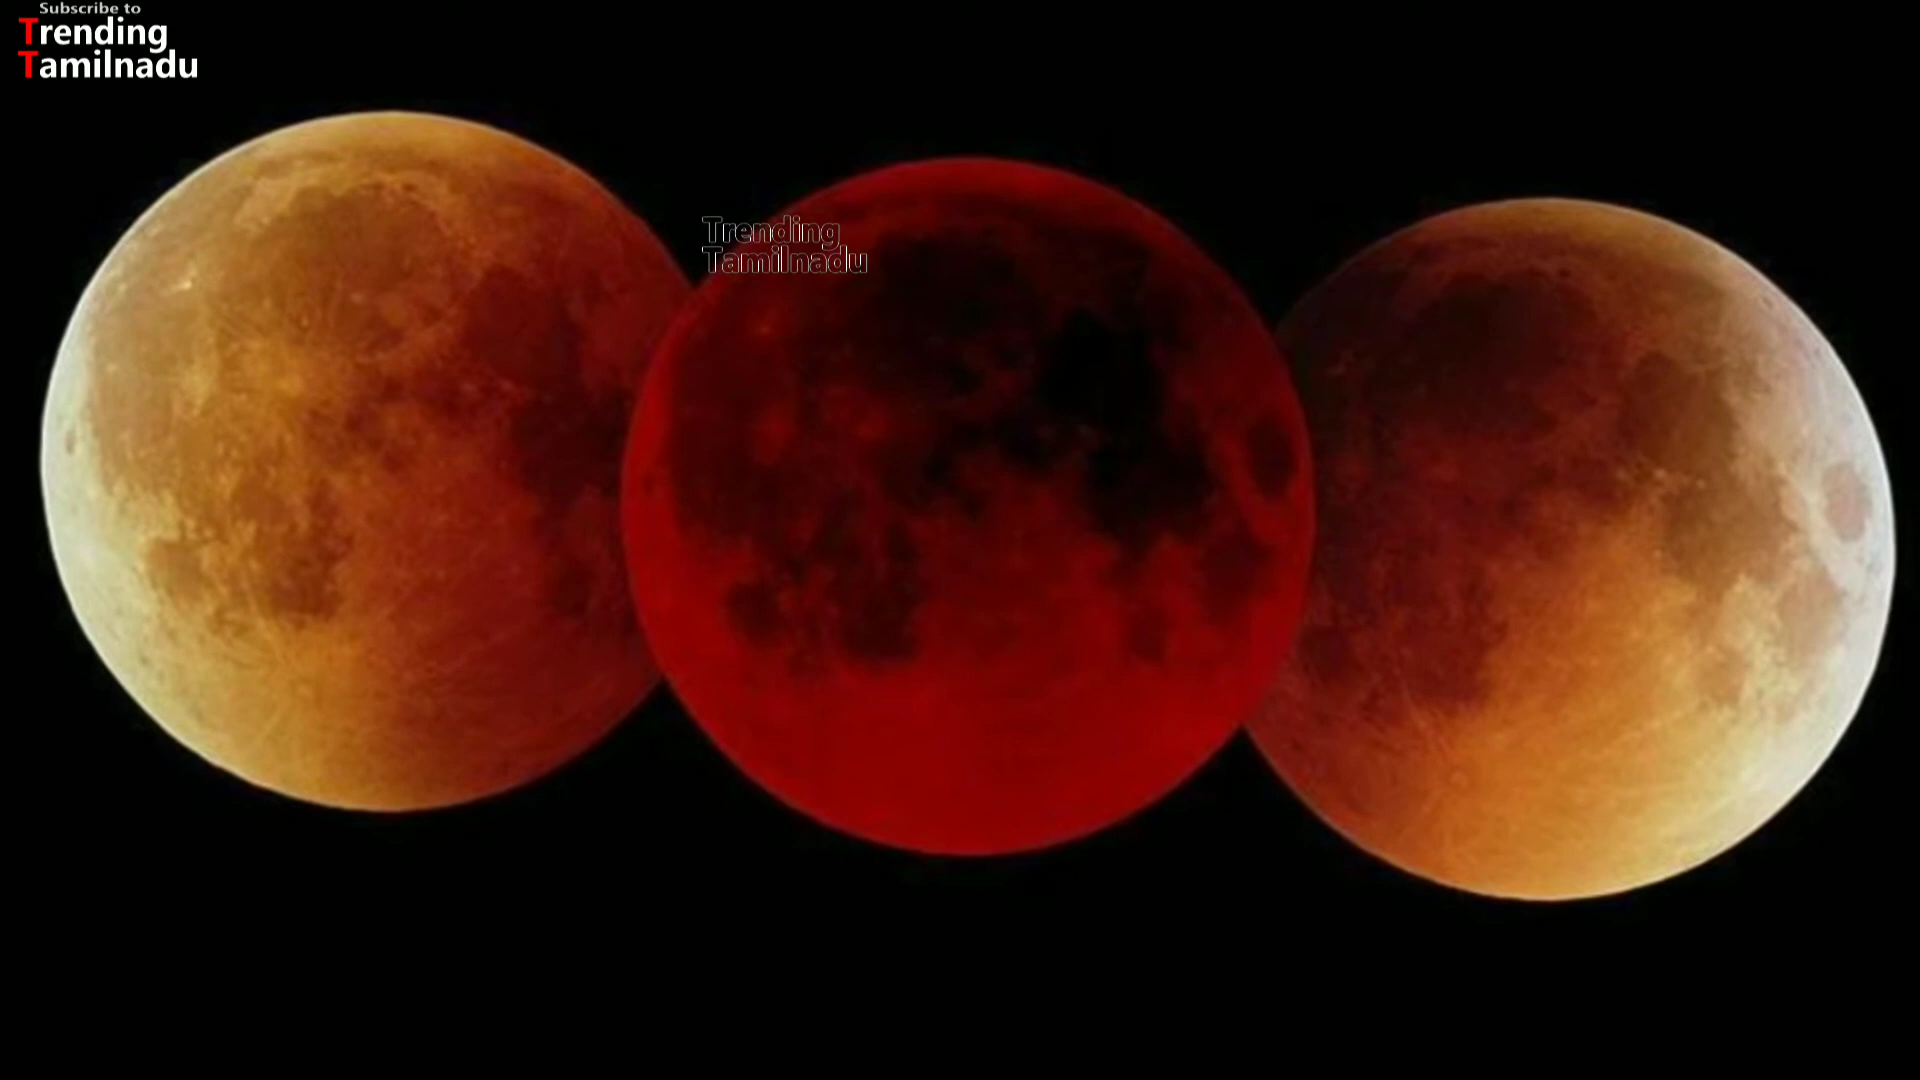 Subscribe to
Trending
Tamilnadu
Trending
Tamilnadu